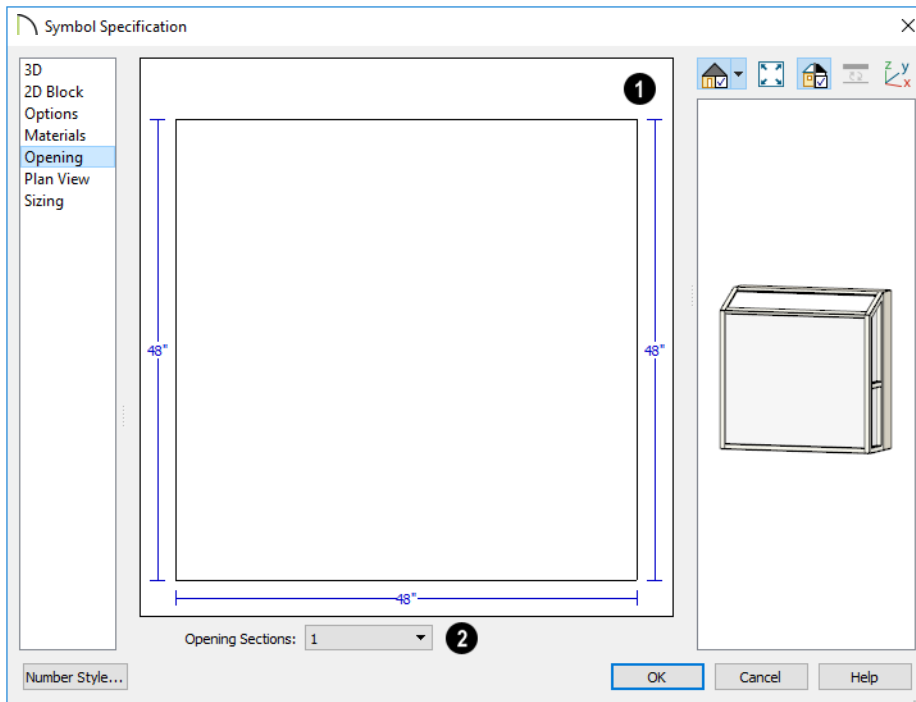 Symbol Specification
3D
2D Block
Options
Materials
Opening
Plan View
Sizing
1
z y
x
48"
48"
48"
Opening Sections: 1
2
Number Style...
OK
Cancel
Help